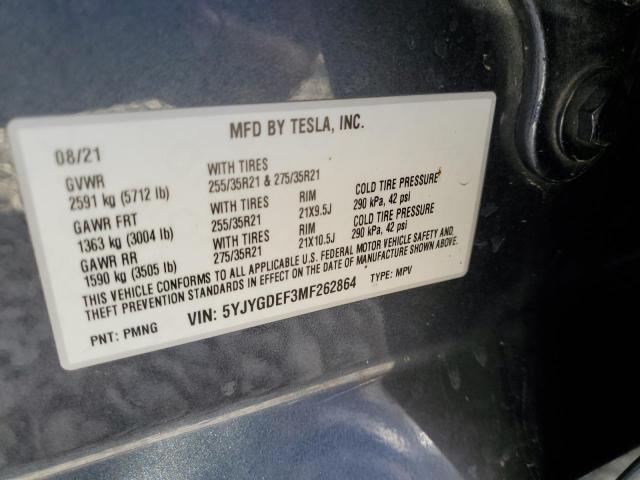 MFD BY TESLA, INC.
08/21
GVWR WITH TIRES
2591 kg (5712 lb) 255/35R21 & 275/35R21
GAWR FRT WITH TIRES RIM COLD TIRE PRESSURE
1363 kg (3004 lb) 255/35R21 21X9.5J 290 kPa, 42 psi
GAWR RR WITH TIRES RIM COLD TIRE PRESSURE
1590 kg (3505 lb) 275/35R21 21X10.5J 290 kPa, 42 psi
THIS VEHICLE CONFORMS TO ALL APPLICABLE U.S. FEDERAL MOTOR VEHICLE SAFETY AND
THEFT PREVENTION STANDARDS IN EFFECT ON THE DATE OF MANUFACTURE SHOWN ABOVE.
PNT: PMNG VIN: 5YJYGDEF3MF262864 TYPE: MPV